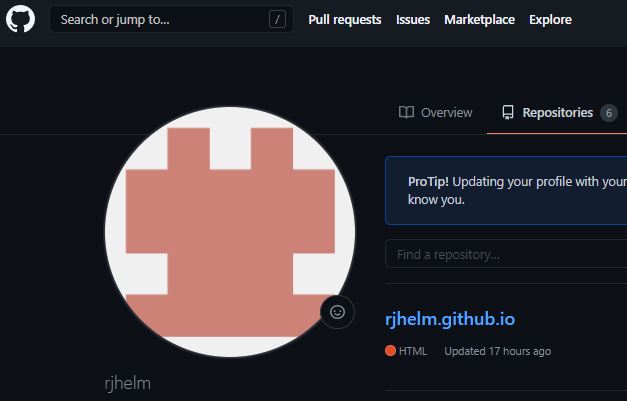 Search or jump to... /
Pull requests Issues Marketplace Explore
Overview Repositories 6
ProTip! Updating your profile with your
know you.
Find a repository...
rjhelm.github.io
HTML Updated 17 hours ago
rjhelm